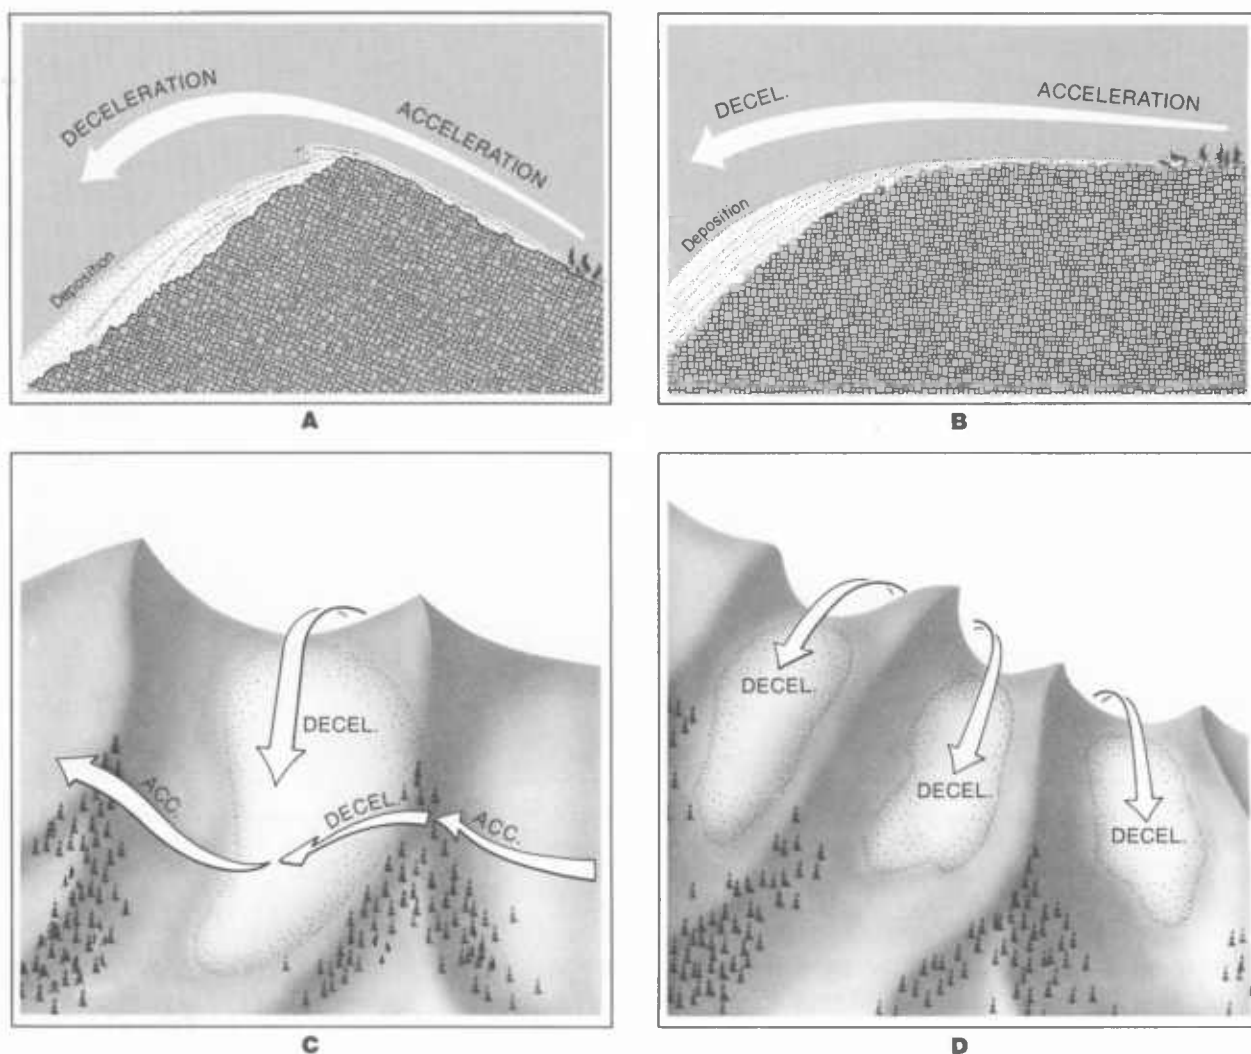 DECELERATION
ACCELERATION
Deposition
A
DECEL.
ACCELERATION
Deposition
B
DECEL.
ACC.
DECEL.
ACC.
C
DECEL.
DECEL.
DECEL.
D